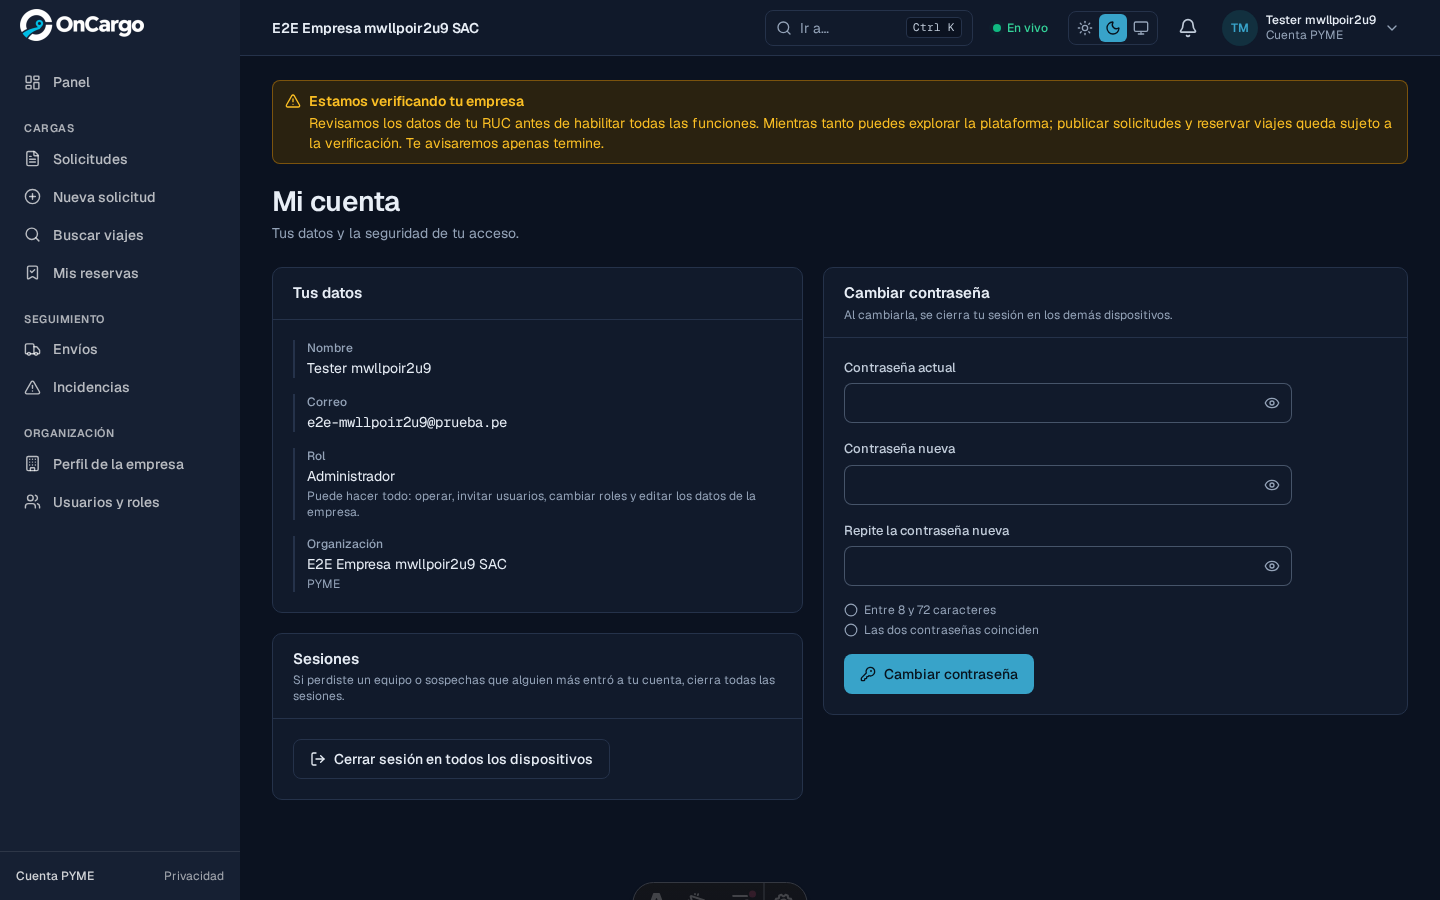 OnCargo
E2E Empresa mwllpoir2u9 SAC
Ir a...
Ctrl K
En vivo
TM
Tester mwllpoir2u9
Cuenta PYME
Panel
CARGAS
Solicitudes
Nueva solicitud
Buscar viajes
Mis reservas
SEGUIMIENTO
Envíos
Incidencias
ORGANIZACIÓN
Perfil de la empresa
Usuarios y roles
Cuenta PYME
Privacidad
Estamos verificando tu empresa
Revisamos los datos de tu RUC antes de habilitar todas las funciones. Mientras tanto puedes explorar la plataforma; publicar solicitudes y reservar viajes queda sujeto a
la verificación. Te avisaremos apenas termine.
Mi cuenta
Tus datos y la seguridad de tu acceso.
Tus datos
Nombre
Tester mwllpoir2u9
Correo
e2e-mwllpoir2u9@prueba.pe
Rol
Administrador
Puede hacer todo: operar, invitar usuarios, cambiar roles y editar los datos de la
empresa.
Organización
E2E Empresa mwllpoir2u9 SAC
PYME
Sesiones
Si perdiste un equipo o sospechas que alguien más entró a tu cuenta, cierra todas las
sesiones.
Cerrar sesión en todos los dispositivos
Cambiar contraseña
Al cambiarla, se cierra tu sesión en los demás dispositivos.
Contraseña actual
Contraseña nueva
Repite la contraseña nueva
Entre 8 y 72 caracteres
Las dos contraseñas coinciden
Cambiar contraseña